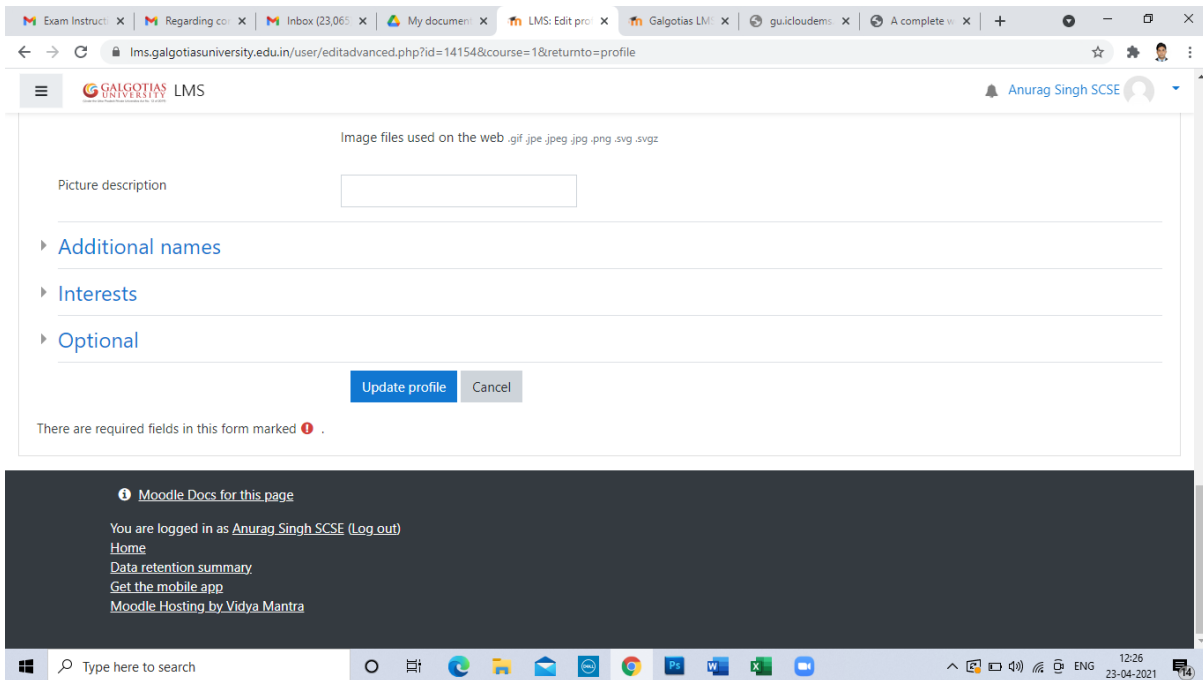 Exam Instructi
Regarding cor
Inbox (23,065
My document
LMS: Edit prof
Galgotias LM
gu.icloudems.
A complete w
lms.galgotiasuniversity.edu.in/user/editadvanced.php?id=14154&course=1&returnto=profile
GALGOTIAS UNIVERSITY LMS
Anurag Singh SCSE
Image files used on the web .gif .jpe .jpeg .jpg .png .svg .svgz
Picture description
Additional names
Interests
Optional
Update profile Cancel
There are required fields in this form marked .
Moodle Docs for this page
You are logged in as Anurag Singh SCSE (Log out)
Home
Data retention summary
Get the mobile app
Moodle Hosting by Vidya Mantra
Type here to search
DELL
Ps
ENG
12:26
23-04-2021
14